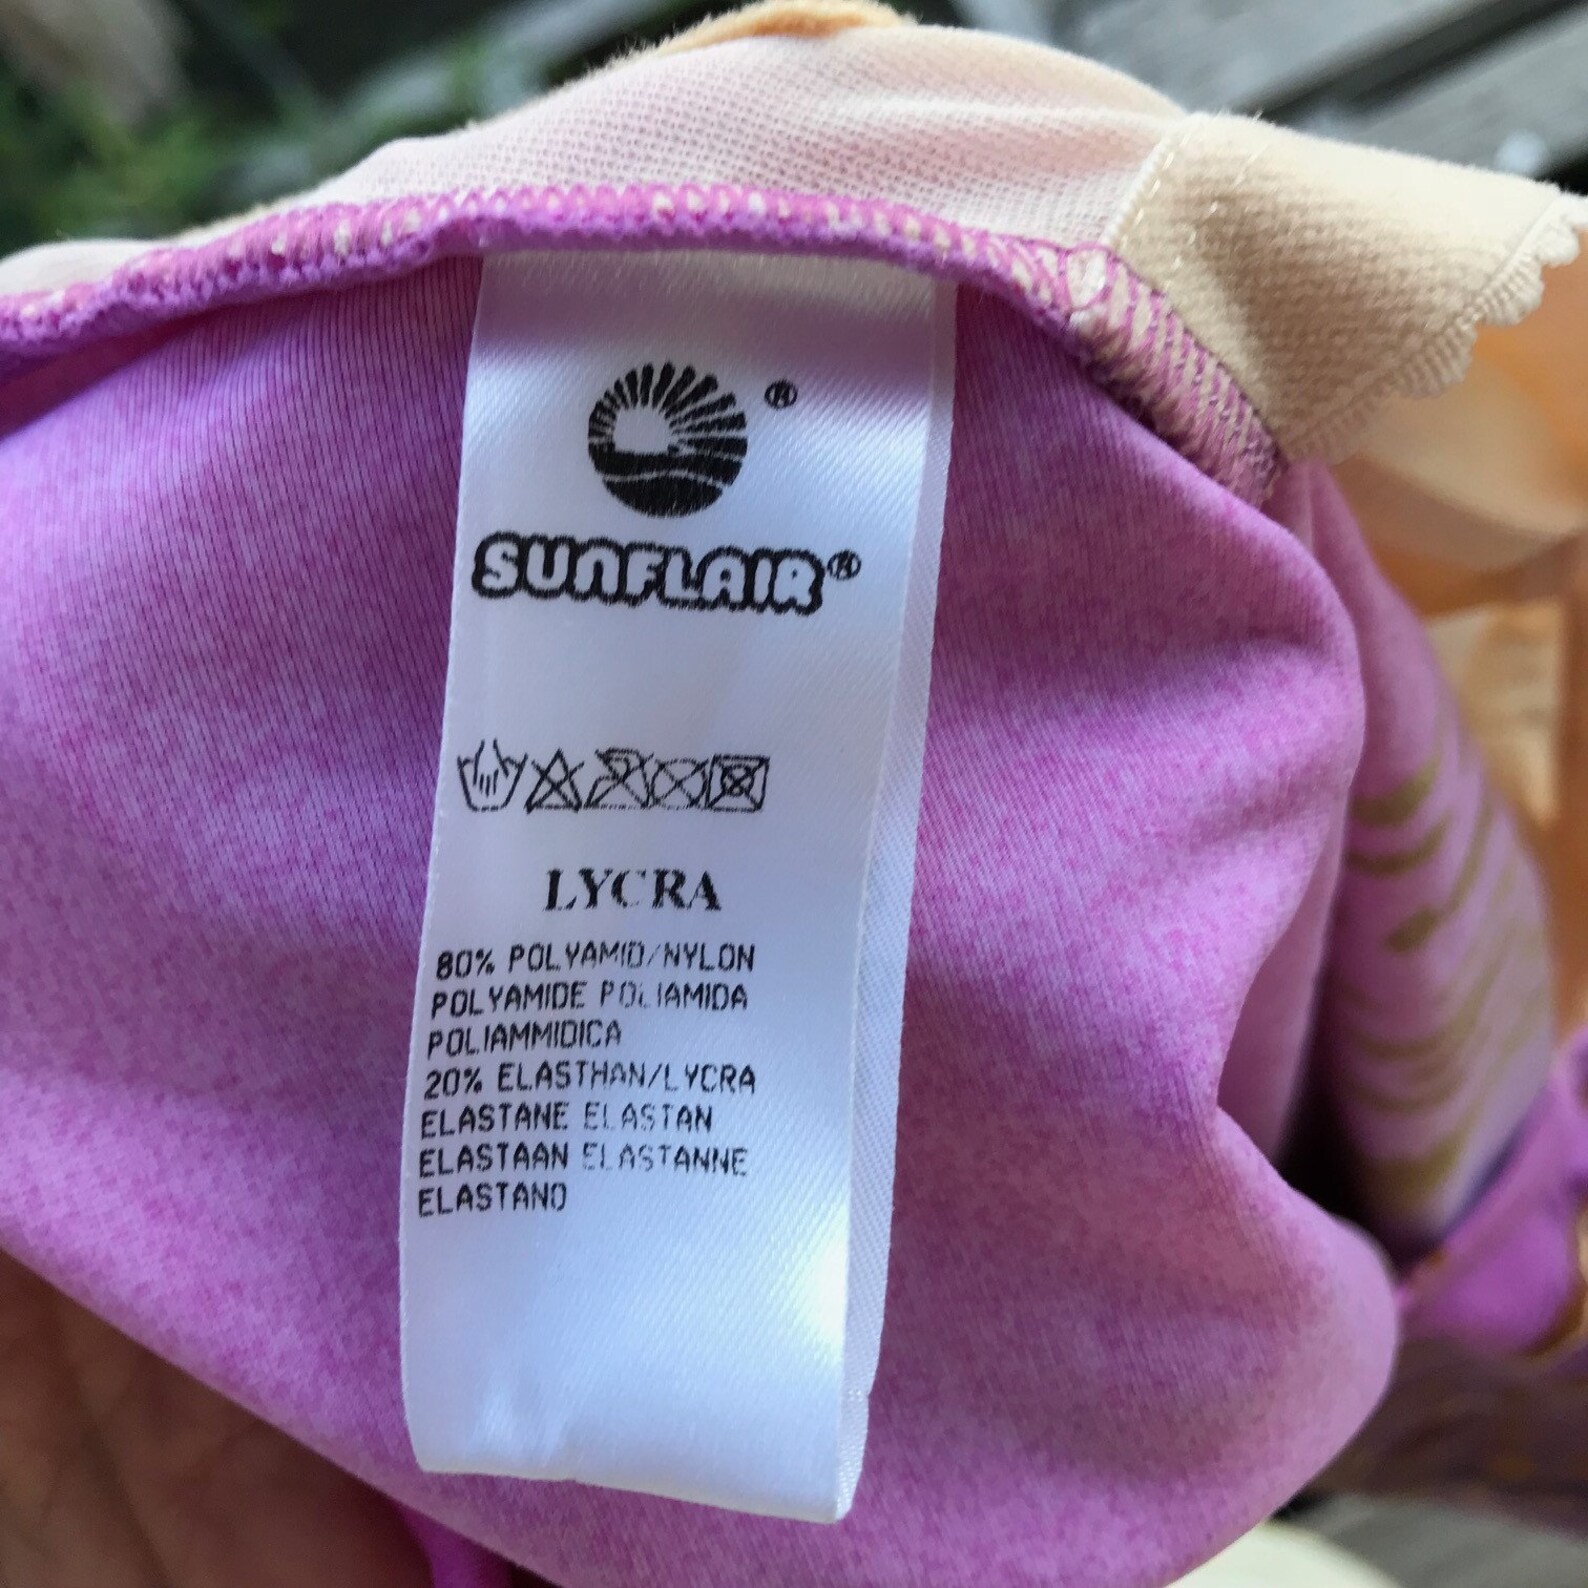 ®
SUNFLAIR®
LYCRA
80% POLYAMID/NYLON
POLYAMIDE POLIAMIDA
POLIAMMIDICA
20% ELASTHAN/LYCRA
ELASTANE ELASTAN
ELASTAAN ELASTANNE
ELASTANO